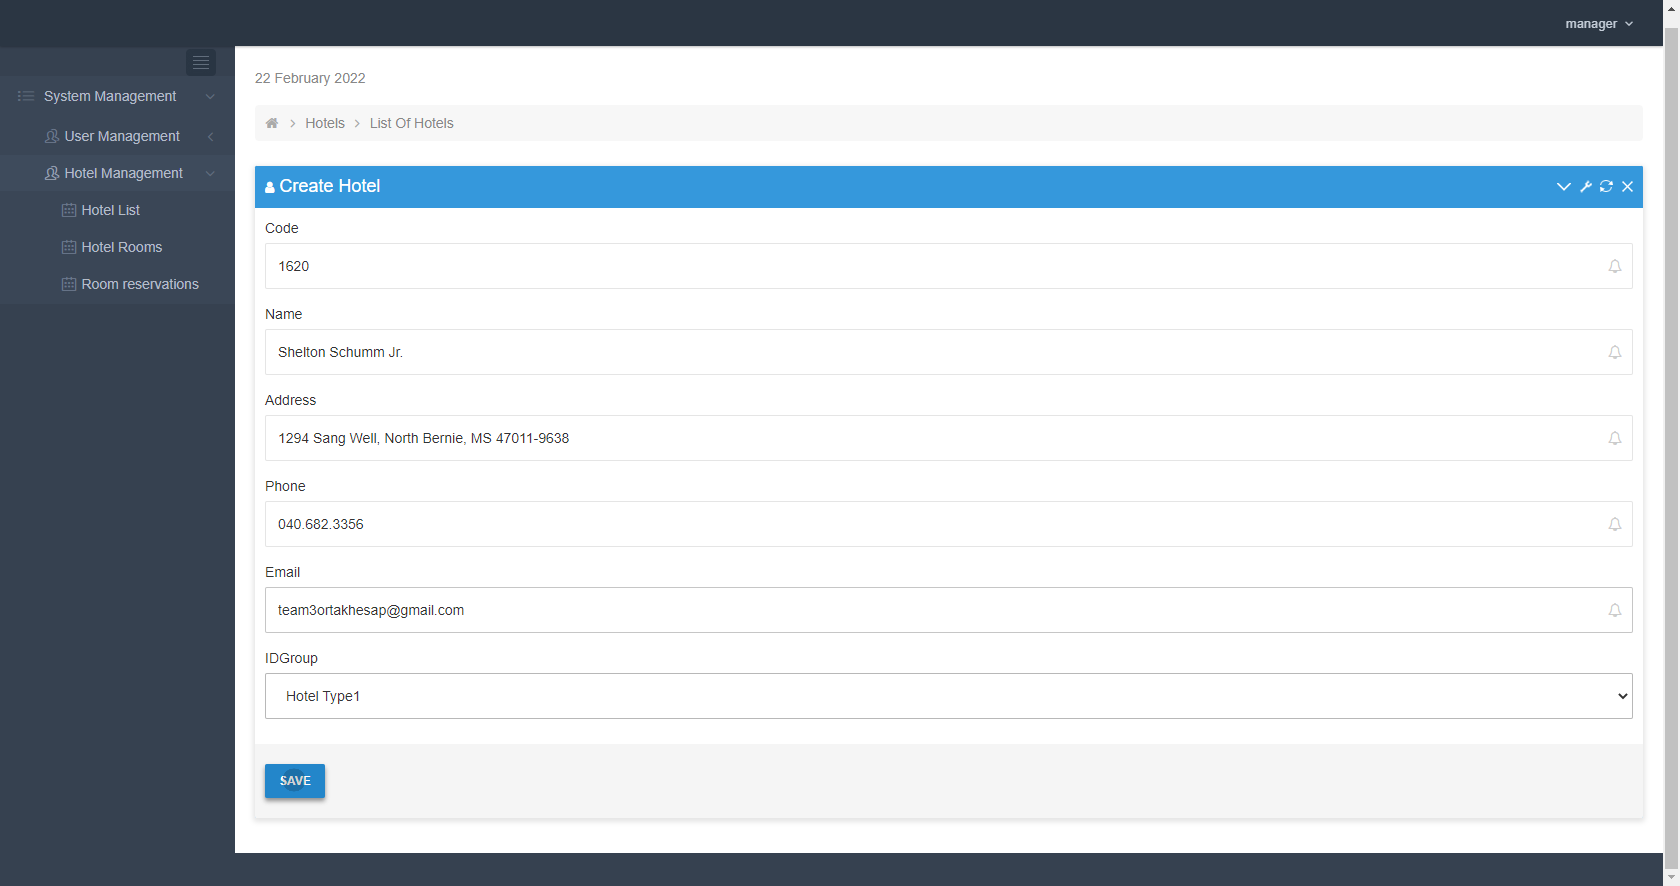 manager
System Management
User Management
Hotel Management
Hotel List
Hotel Rooms
Room reservations
22 February 2022
Hotels > List Of Hotels
Create Hotel
Code
1620
Name
Shelton Schumm Jr.
Address
1294 Sang Well, North Bernie, MS 47011-9638
Phone
040.682.3356
Email
team3ortakhesap@gmail.com
IDGroup
Hotel Type1
SAVE